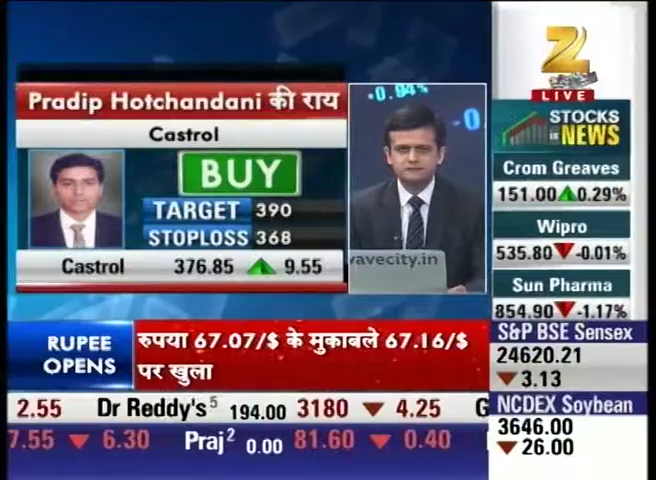 Pradip Hotchandani की राय
Castrol
BUY
TARGET 390
STOPLOSS 368
Castrol 376.85 9.55
0.94%
-0.
wavecity.in
Z
LIVE
STOCKS
IN NEWS
Crom Greaves
151.00 0.29%
Wipro
535.80 -0.01%
Sun Pharma
854.90 -1.17%
S&P BSE Sensex
24620.21
3.13
NCDEX Soybean
3646.00
26.00
RUPEE
OPENS
रुपया 67.07/$ के मुकाबले 67.16/$
पर खुला
2.55 Dr Reddy's 5 194.00 3180 4.25 G
7.55 6.30 Praj 2 0.00 81.60 0.40